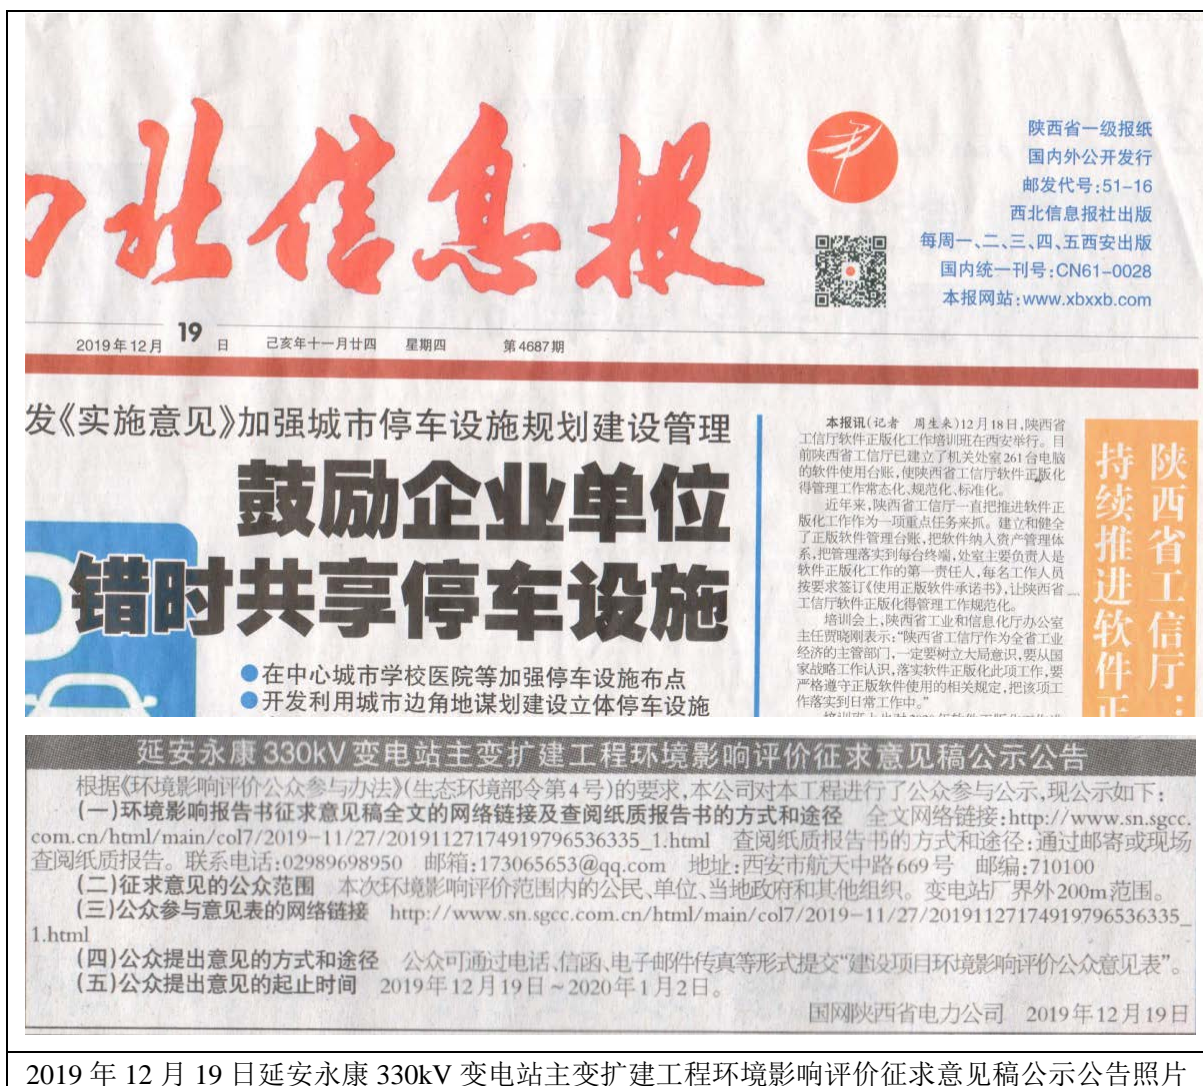 北信息报
陕西省一级报纸
国内外公开发行
邮发代号:51-16
西北信息报社出版
每周一、二、三、四、五西安出版
国内统一刊号:CN61-0028
本报网站:www.xbxxb.com
2019年12月 19 日 己亥年十一月廿四 星期四 第4687期
发《实施意见》加强城市停车设施规划建设管理
鼓励企业单位
错时共享停车设施
●在中心城市学校医院等加强停车设施布点
●开发利用城市边角地谋划建设立体停车设施
本报讯(记者 周生来)12月18日,陕西省
工信厅软件正版化工作培训班在西安举行。目
前陕西省工信厅已建立了机关处室261台电脑
的软件使用台账,使陕西省工信厅软件正版化
得管理工作常态化、规范化、标准化。
近年来,陕西省工信厅一直把推进软件正
版化工作作为一项重点任务来抓。建立和健全
了正版软件管理台账,把软件纳入资产管理体
系,把管理落实到每台终端,处室主要负责人是
软件正版化工作的第一责任人,每名工作人员
按要求签订《使用正版软件承诺书》,让陕西省
工信厅软件正版化得管理工作规范化。
培训会上,陕西省工业和信息化厅办公室
主任贾晓刚表示:“陕西省工信厅作为全省工业
经济的主管部门,一定要树立大局意识,要从国
家战略工作认识,落实软件正版化此项工作,要
严格遵守正版软件使用的相关规定,把该项工
作落实到日常工作中。”
陕西省工信厅:
持续推进软件正
延安永康330kV变电站主变扩建工程环境影响评价征求意见稿公示公告
根据《环境影响评价公众参与办法》(生态环境部令第4号)的要求,本公司对本工程进行了公众参与公示,现公示如下:
(一)环境影响报告书征求意见稿全文的网络链接及查阅纸质报告书的方式和途径 全文网络链接:http://www.sn.sgcc.
com.cn/html/main/col7/2019-11/27/20191127174919796536335_1.html 查阅纸质报告书的方式和途径:通过邮寄或现场
查阅纸质报告。联系电话:02989698950 邮箱:173065653@qq.com 地址:西安市航天中路669号 邮编:710100
(二)征求意见的公众范围 本次环境影响评价范围内的公民、单位、当地政府和其他组织。变电站厂界外200m范围。
(三)公众参与意见表的网络链接 http://www.sn.sgcc.com.cn/html/main/col7/2019-11/27/20191127174919796536335_
1.html
(四)公众提出意见的方式和途径 公众可通过电话、信函、电子邮件传真等形式提交“建设项目环境影响评价公众意见表”。
(五)公众提出意见的起止时间 2019年12月19日~2020年1月2日。
国网陕西省电力公司 2019年12月19日
2019年12月19日延安永康330kV变电站主变扩建工程环境影响评价征求意见稿公示公告照片